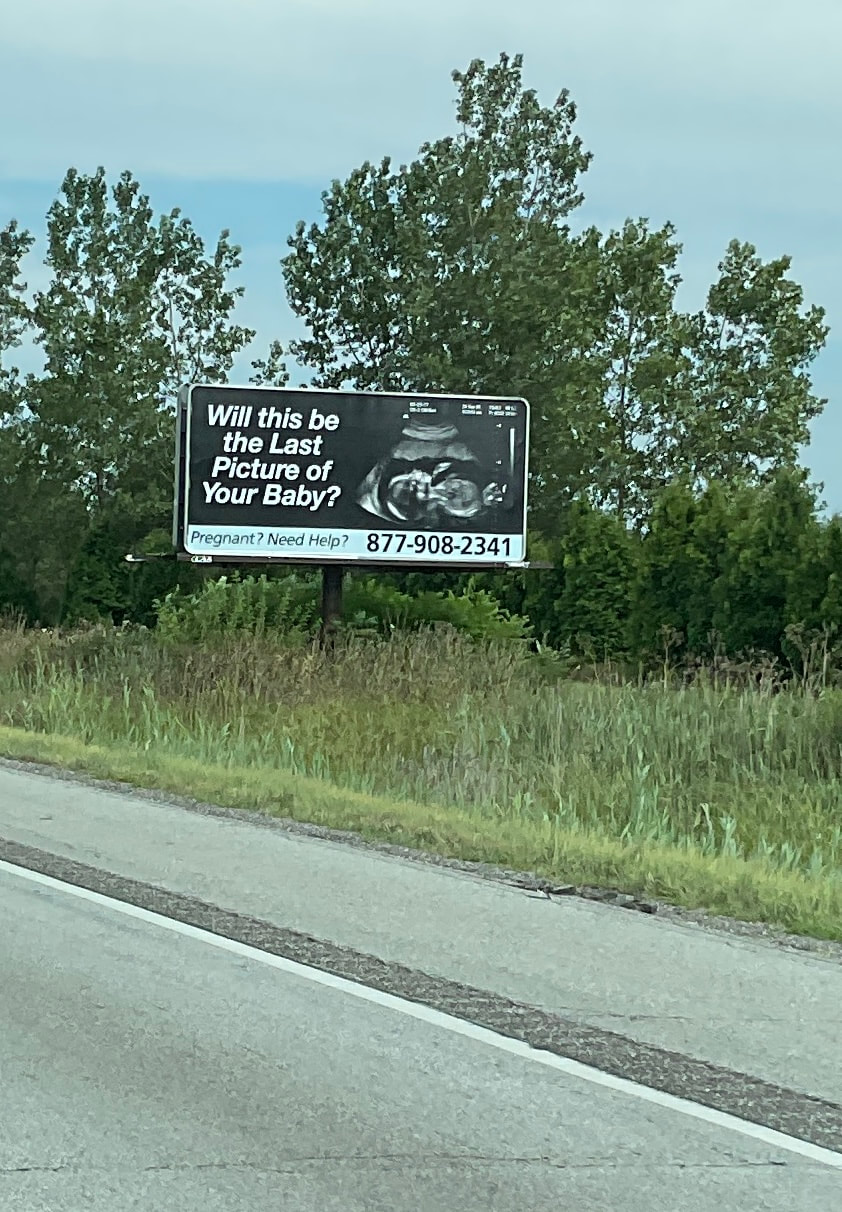 Will this be
the Last
Picture of
Your Baby?
Pregnant? Need Help? 877-908-2341